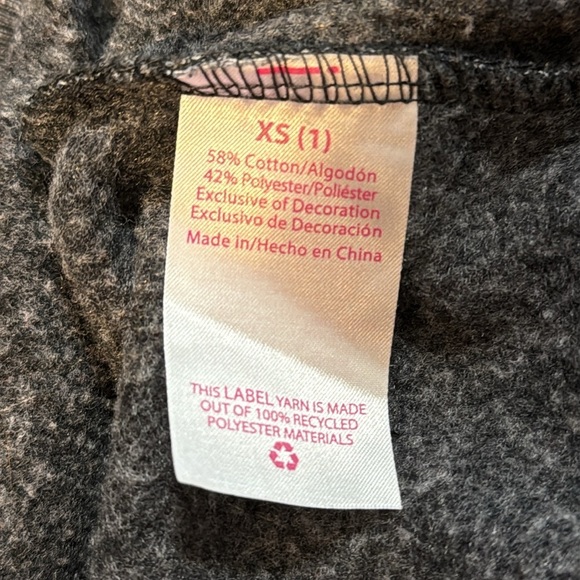 XS (1)
58% Cotton/Algodón
42% Polyester/Poliéster
Exclusive of Decoration
Exclusivo de Decoración
Made in/Hecho en China
THIS LABEL YARN IS MADE
OUT OF 100% RECYCLED
POLYESTER MATERIALS